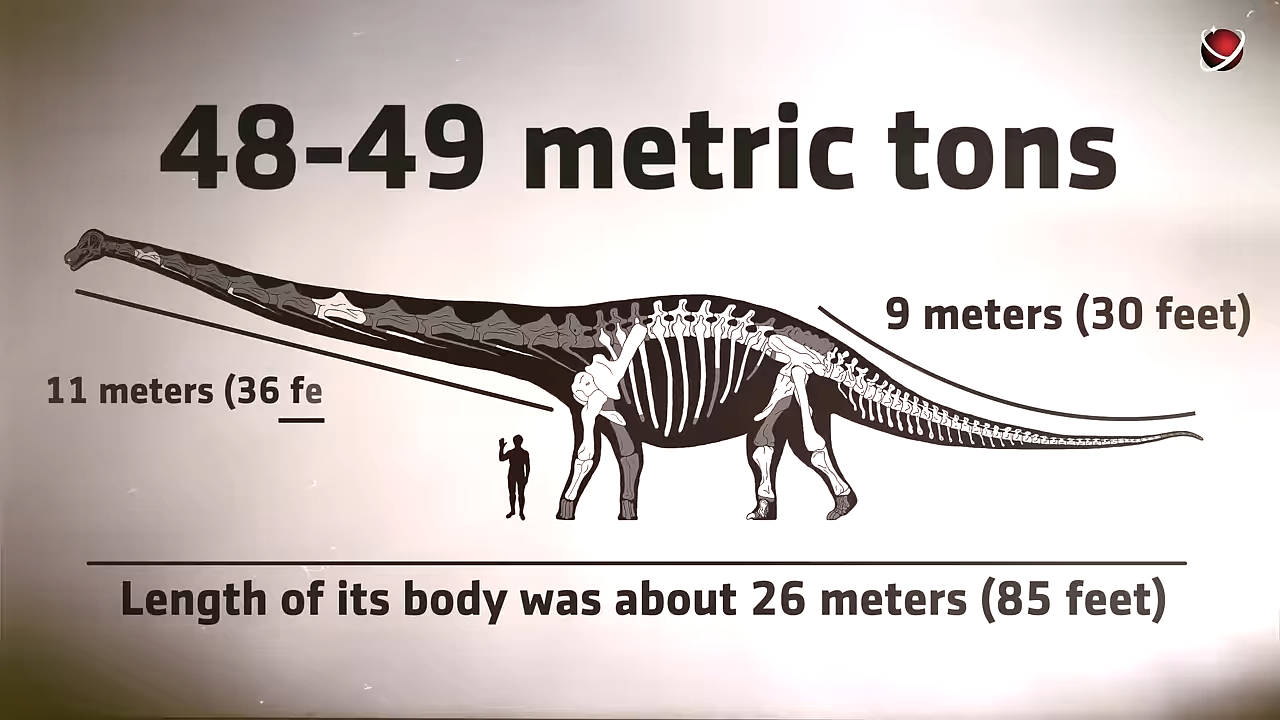 48-49 metric tons
9 meters (30 feet)
11 meters (36 fe
Length of its body was about 26 meters (85 feet)